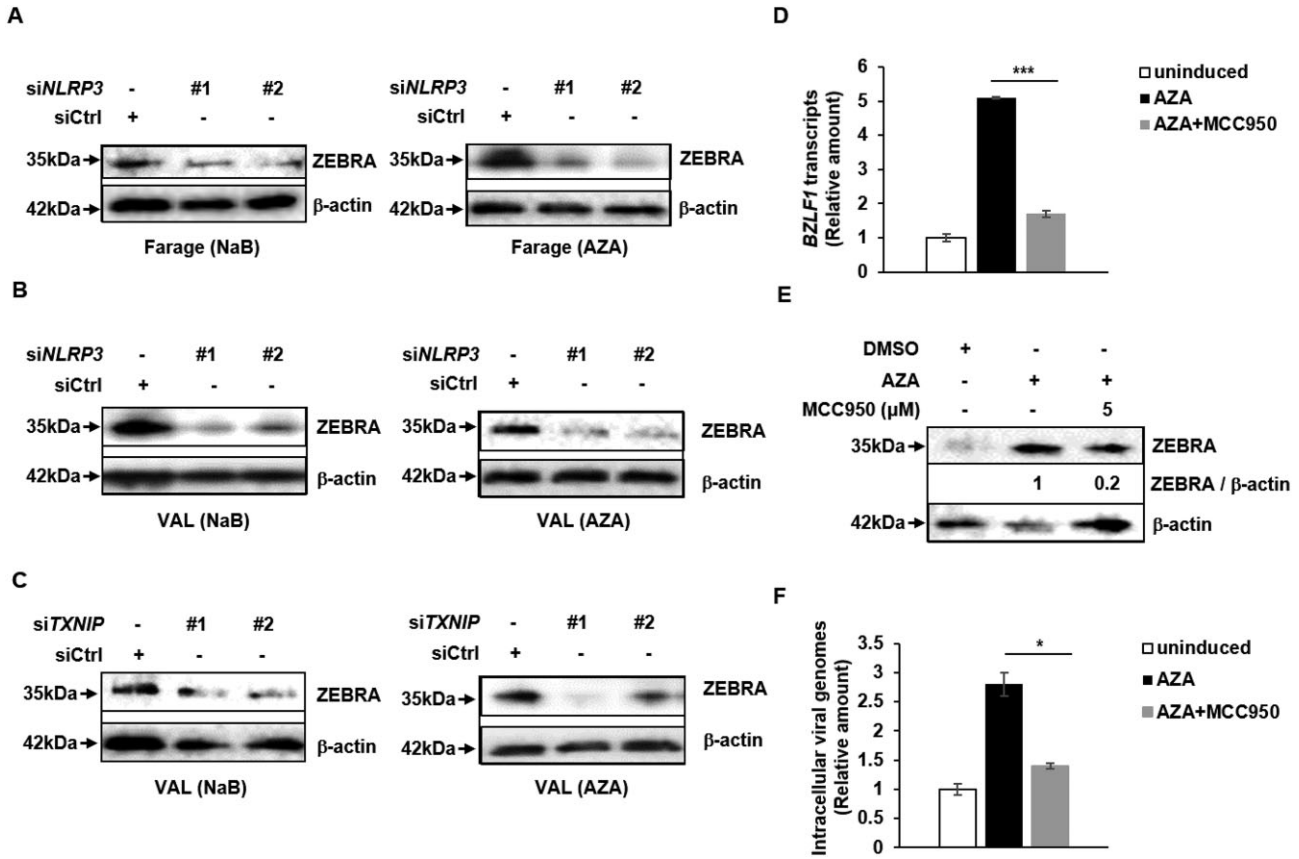 A
siNLRP3 - #1 #2
siCtrl + - -
35kDa ZEBRA
42kDa β-actin
Farage (NaB)
siNLRP3 - #1 #2
siCtrl + - -
35kDa ZEBRA
42kDa β-actin
Farage (AZA)
B
siNLRP3 - #1 #2
siCtrl + - -
35kDa ZEBRA
42kDa β-actin
VAL (NaB)
siNLRP3 - #1 #2
siCtrl + - -
35kDa ZEBRA
42kDa β-actin
VAL (AZA)
C
siTXNIP - #1 #2
siCtrl + - -
35kDa ZEBRA
42kDa β-actin
VAL (NaB)
siTXNIP - #1 #2
siCtrl + - -
35kDa ZEBRA
42kDa β-actin
VAL (AZA)
D
BZLF1 transcripts
(Relative amount)
6
5
4
3
2
1
0
***
uninduced
AZA
AZA+MCC950
E
DMSO + - -
AZA - + +
MCC950 (μM) - - 5
35kDa ZEBRA
1 0.2 ZEBRA / β-actin
42kDa β-actin
F
Intracellular viral genomes
(Relative amount)
3.5
3
2.5
2
1.5
1
0.5
0
*
uninduced
AZA
AZA+MCC950